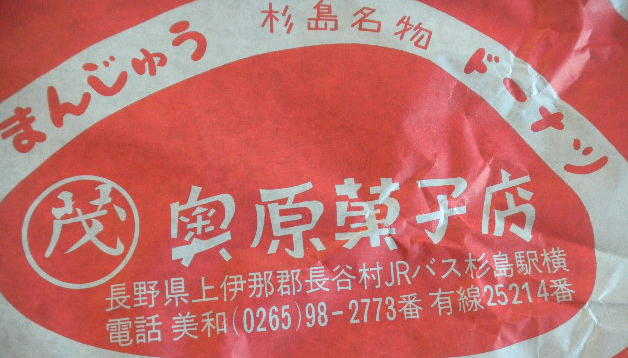 杉島名物
まんじゅう ドーナツ
茂 奥原菓子店
長野県上伊那郡長谷村JRバス杉島駅横
電話 美和(0265)98-2773番 有線25214番